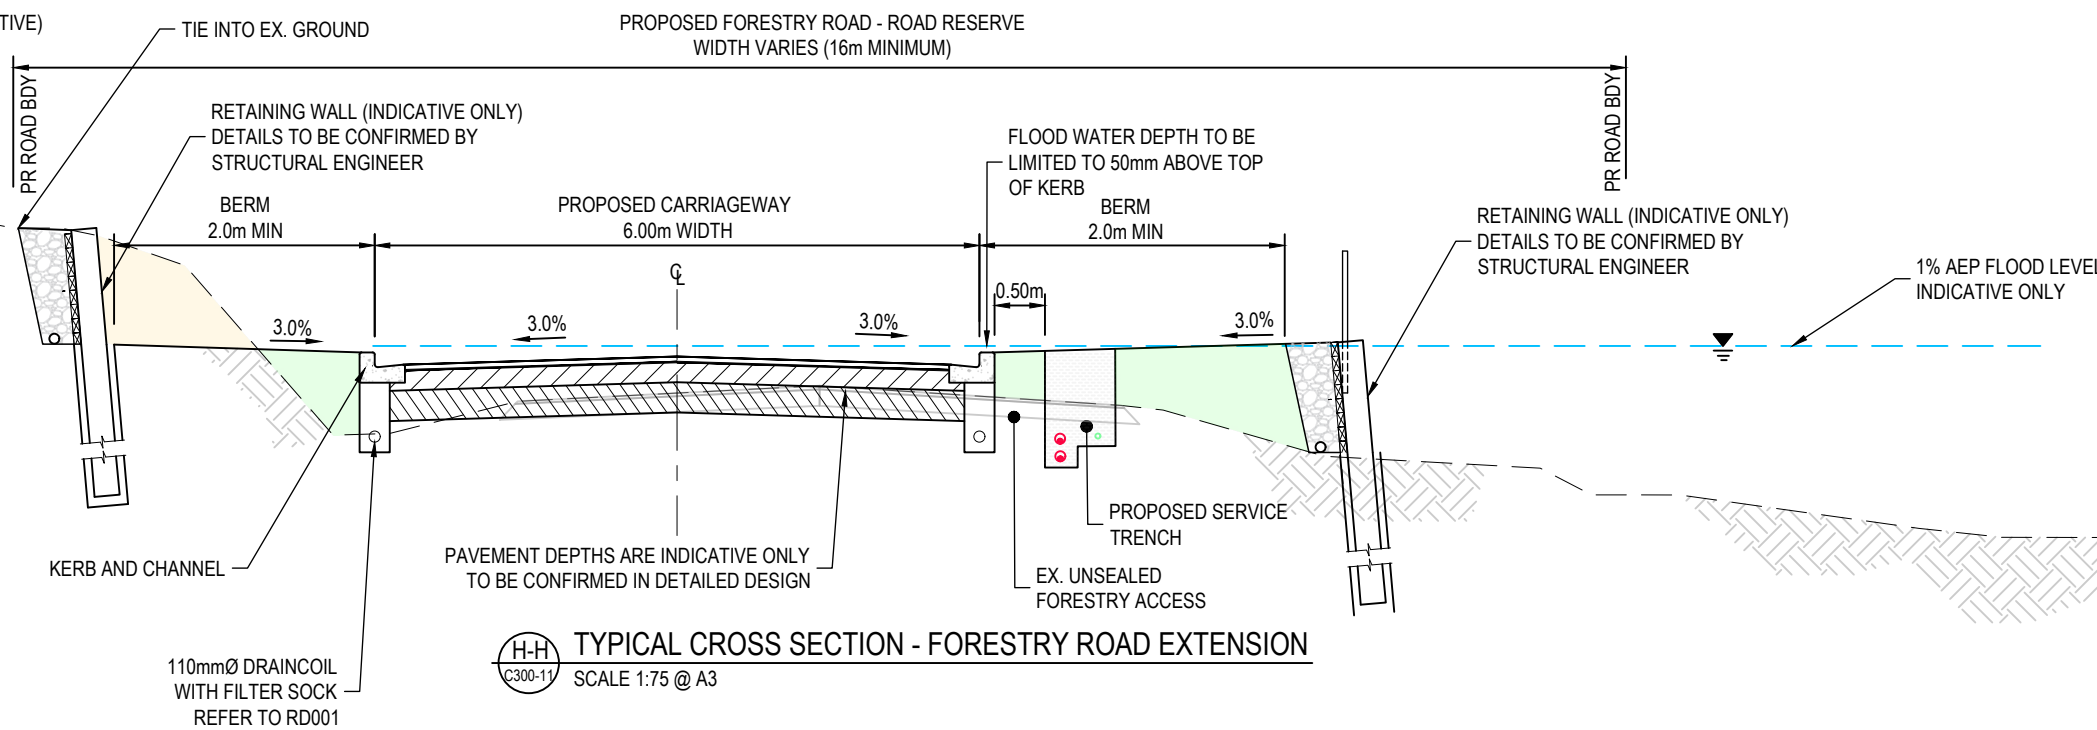 TIVE)
TIE INTO EX. GROUND
PROPOSED FORESTRY ROAD - ROAD RESERVE
WIDTH VARIES (16m MINIMUM)
PR ROAD BDY
PR ROAD BDY
RETAINING WALL (INDICATIVE ONLY)
DETAILS TO BE CONFIRMED BY
STRUCTURAL ENGINEER
FLOOD WATER DEPTH TO BE
LIMITED TO 50mm ABOVE TOP
OF KERB
BERM
2.0m MIN
PROPOSED CARRIAGEWAY
6.00m WIDTH
BERM
2.0m MIN
RETAINING WALL (INDICATIVE ONLY)
DETAILS TO BE CONFIRMED BY
STRUCTURAL ENGINEER
1% AEP FLOOD LEVEL
INDICATIVE ONLY
℄
0.50m
3.0%
3.0%
3.0%
3.0%
KERB AND CHANNEL
PAVEMENT DEPTHS ARE INDICATIVE ONLY
TO BE CONFIRMED IN DETAILED DESIGN
PROPOSED SERVICE
TRENCH
EX. UNSEALED
FORESTRY ACCESS
110mmØ DRAINCOIL
WITH FILTER SOCK
REFER TO RD001
H-H
C300-11
TYPICAL CROSS SECTION - FORESTRY ROAD EXTENSION
SCALE 1:75 @ A3